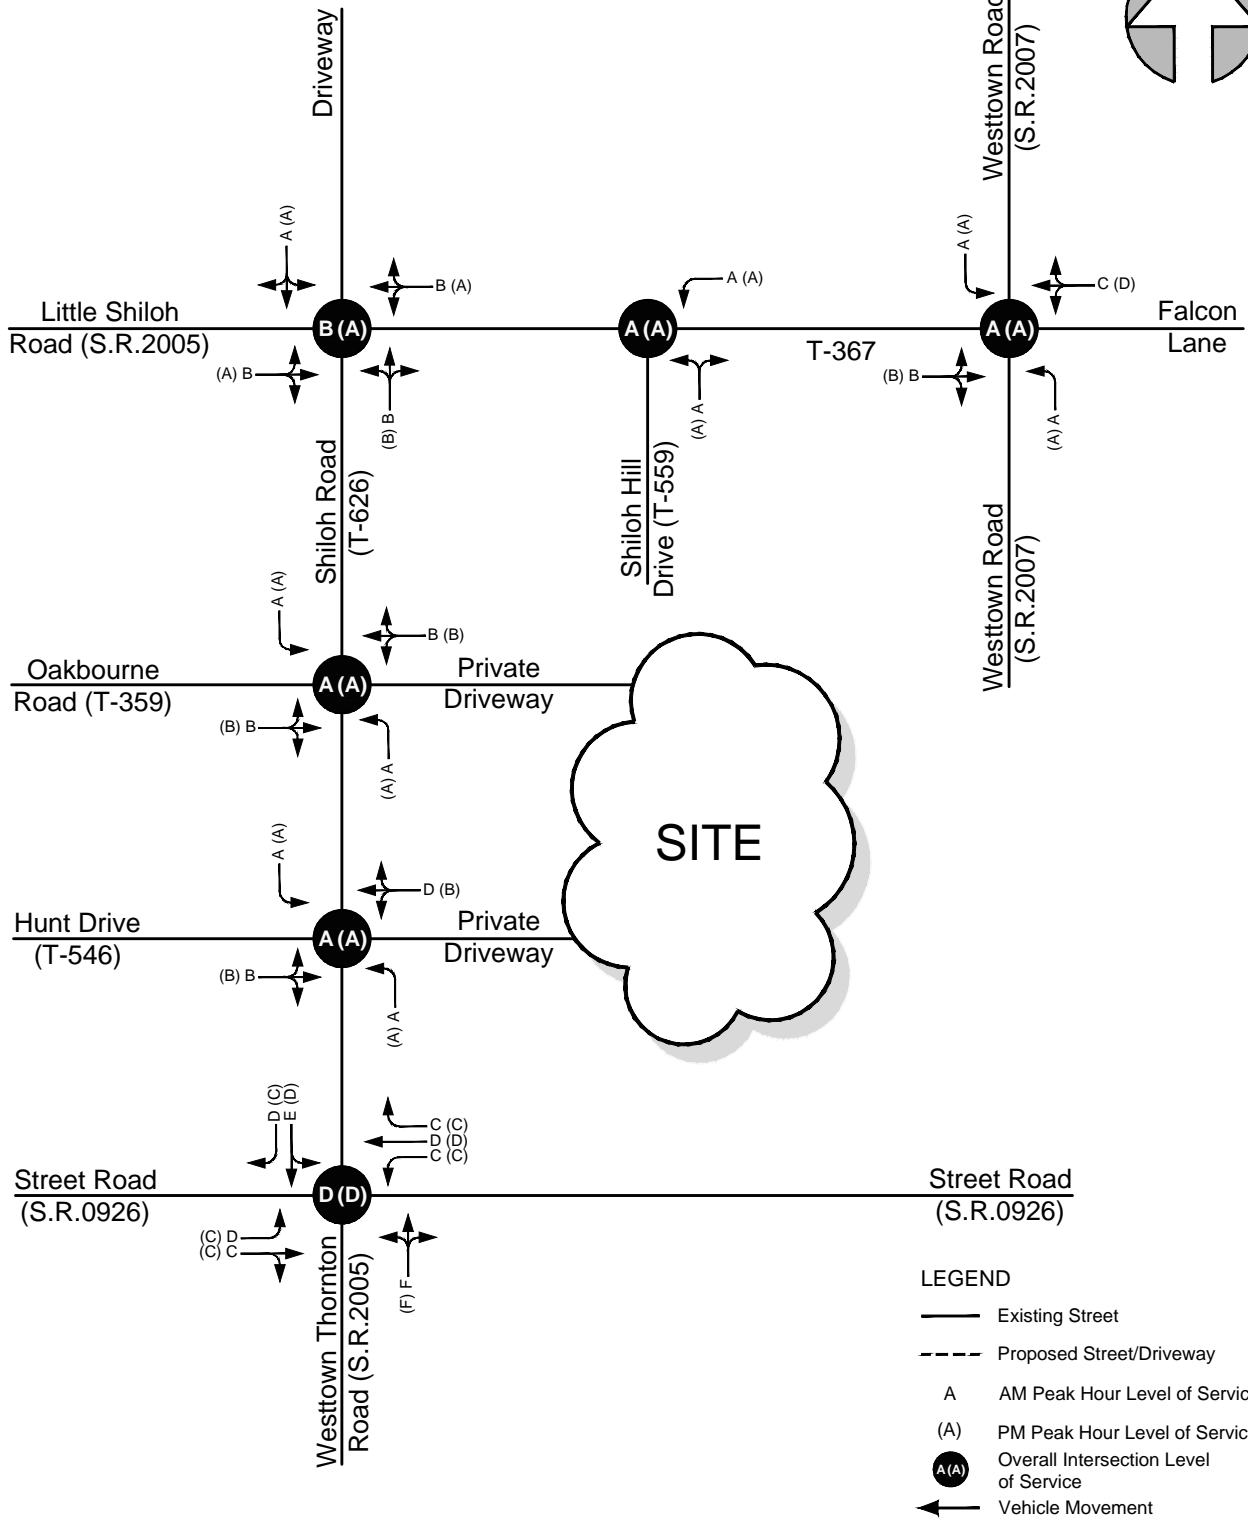 Driveway
Westtown Road
(S.R.2007)
A (A)
B (A)
A (A)
A (A)
C (D)
Little Shiloh
Road (S.R.2005)
B (A)
A (A)
T-367
A (A)
Falcon
Lane
(A) B
(B) B
(A) A
(B) B
(A) A
Shiloh Road
(T-626)
Shiloh Hill
Drive (T-559)
Westtown Road
(S.R.2007)
A (A)
B (B)
Oakbourne
Road (T-359)
A (A)
Private
Driveway
(B) B
(A) A
SITE
A (A)
D (B)
Hunt Drive
(T-546)
A (A)
Private
Driveway
(B) B
(A) A
D (C)
E (D)
C (C)
D (D)
C (C)
Street Road
(S.R.0926)
D (D)
Street Road
(S.R.0926)
(C) D
(C) C
(F) F
Westtown Thornton
Road (S.R.2005)
LEGEND
Existing Street
Proposed Street/Driveway
A AM Peak Hour Level of Servic
(A) PM Peak Hour Level of Servic
A (A) Overall Intersection Level
of Service
Vehicle Movement